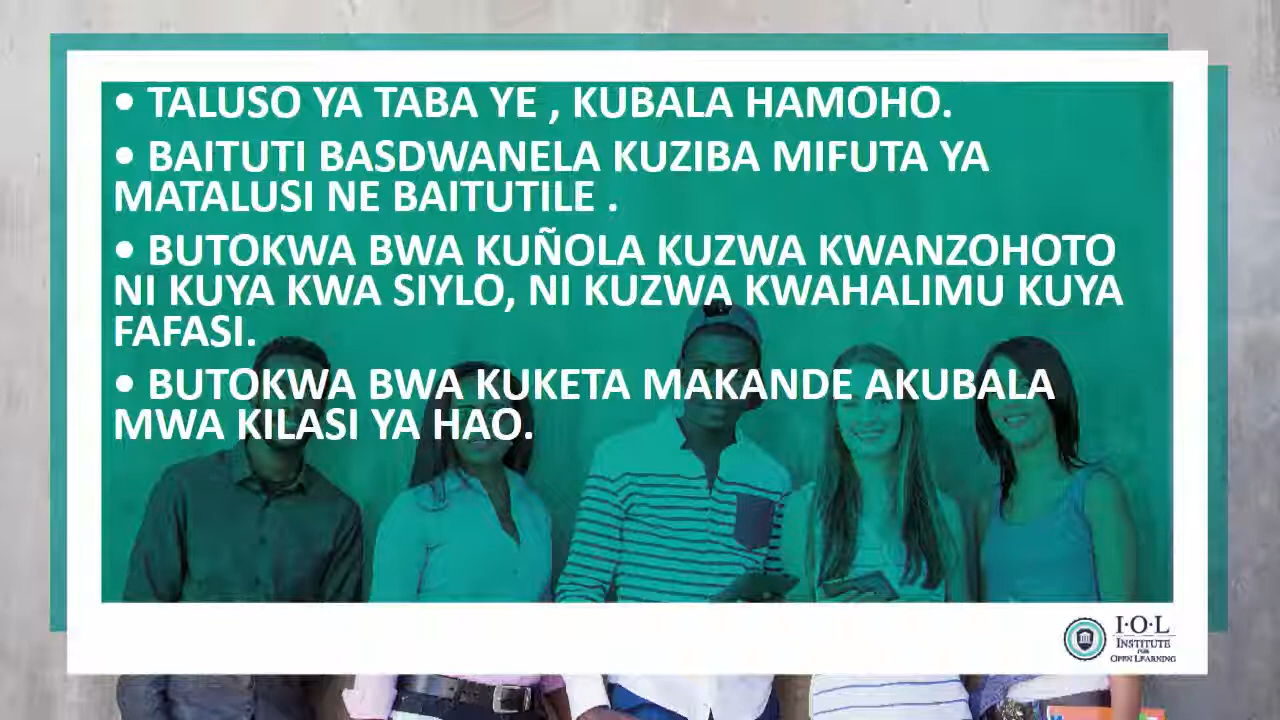 • TALUSO YA TABA YE , KUBALA HAMOHO.
• BAITUTI BASDWANELA KUZIBA MIFUTA YA
MATALUSI NE BAITUTILE .
• BUTOKWA BWA KUÑOLA KUZWA KWANZOHOTO
NI KUYA KWA SIYLO, NI KUZWA KWAHALIMU KUYA
FAFASI.
• BUTOKWA BWA KUKETA MAKANDE AKUBALA
MWA KILASI YA HAO.
I·O·L
INSTITUTE
FOR
OPEN LEARNING